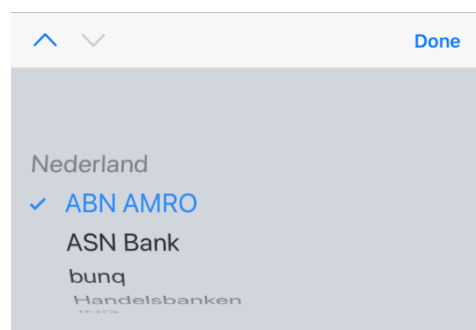 Done
Nederland
ABN AMRO
ASN Bank
bunq
Handelsbanken